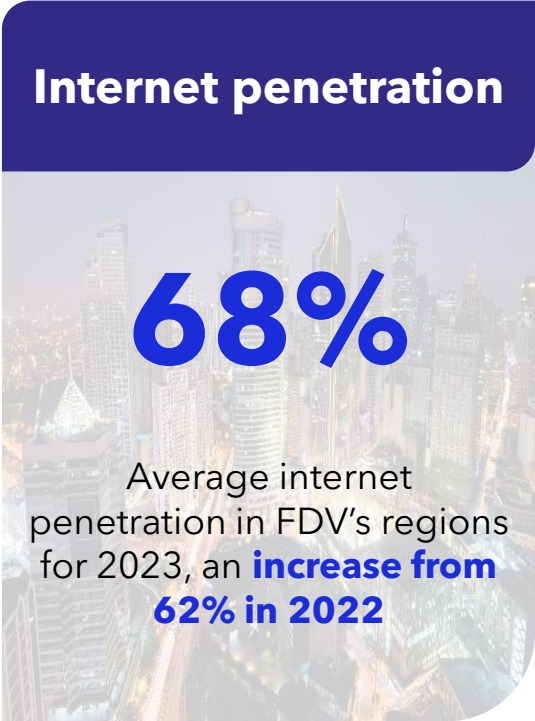 Internet penetration
68%
Average internet
penetration in FDV’s regions
for 2023, an increase from
62% in 2022